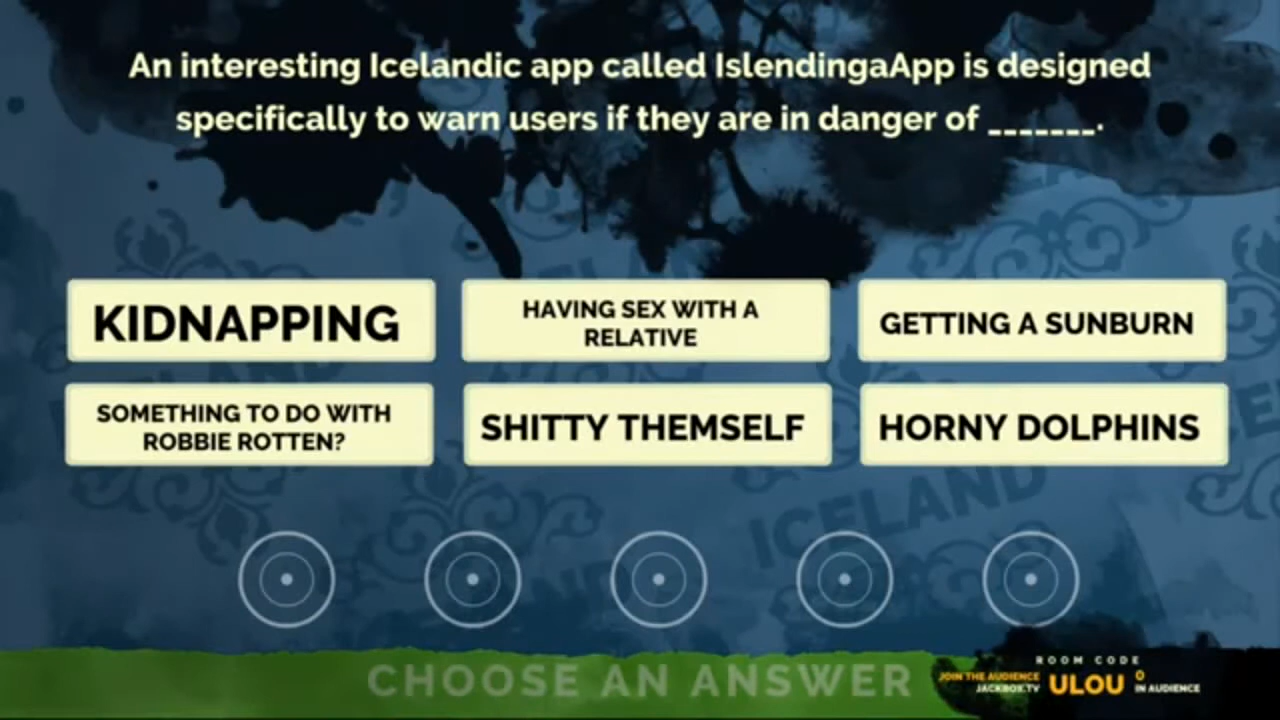 An interesting Icelandic app called IslendingaApp is designed
specifically to warn users if they are in danger of _______.
KIDNAPPING
HAVING SEX WITH A
RELATIVE
GETTING A SUNBURN
SOMETHING TO DO WITH
ROBBIE ROTTEN?
SHITTY THEMSELF
HORNY DOLPHINS
ICELAND
CHOOSE AN ANSWER
ROOM CODE
JOIN THE AUDIENCE
JACKBOX.TV
ULOU
0
IN AUDIENCE